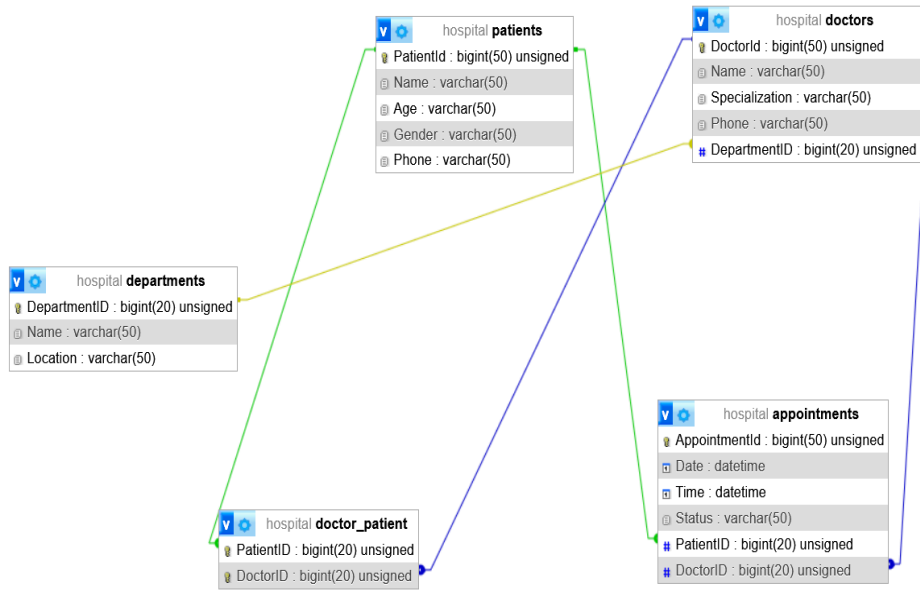 hospital patients
PatientId : bigint(50) unsigned
Name : varchar(50)
Age : varchar(50)
Gender : varchar(50)
Phone : varchar(50)
hospital doctors
DoctorId : bigint(50) unsigned
Name : varchar(50)
Specialization : varchar(50)
Phone : varchar(50)
# DepartmentID : bigint(20) unsigned
hospital departments
DepartmentID : bigint(20) unsigned
Name : varchar(50)
Location : varchar(50)
hospital appointments
AppointmentId : bigint(50) unsigned
Date : datetime
Time : datetime
Status : varchar(50)
# PatientID : bigint(20) unsigned
# DoctorID : bigint(20) unsigned
hospital doctor_patient
PatientID : bigint(20) unsigned
DoctorID : bigint(20) unsigned